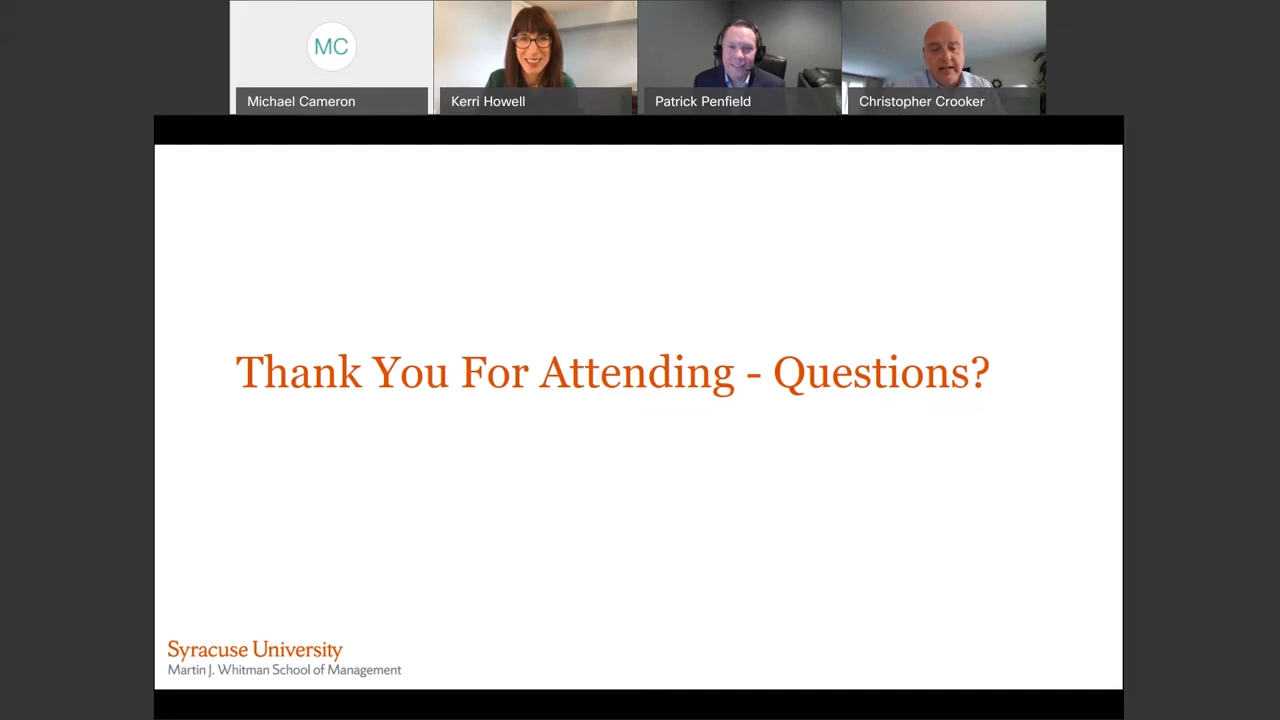 MC
Michael Cameron
Kerri Howell
Patrick Penfield
Christopher Crooker
Thank You For Attending - Questions?
Syracuse University
Martin J. Whitman School of Management